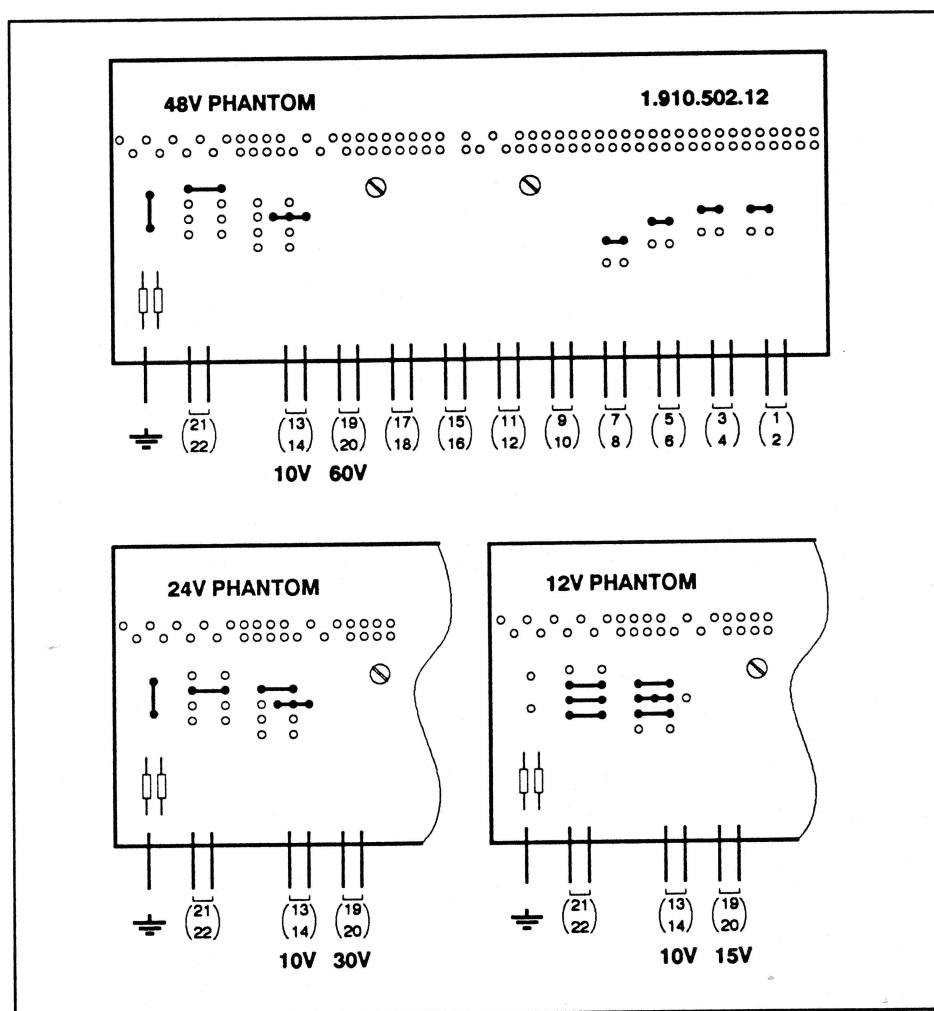 48V PHANTOM 1.910.502.12
21 13 19 17 15 11 9 7 5 3 1
22 14 20 18 16 12 10 8 6 4 2
10V 60V
24V PHANTOM
21 13 19
22 14 20
10V 30V
12V PHANTOM
21 13 19
22 14 20
10V 15V